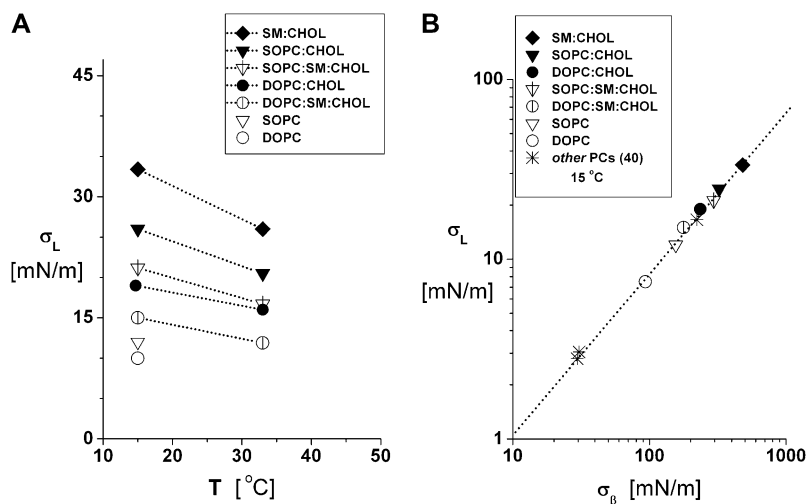 A
SM:CHOL
SOPC:CHOL
SOPC:SM:CHOL
DOPC:CHOL
DOPC:SM:CHOL
SOPC
DOPC
45
30
15
0
σL
[mN/m]
10 20 30 40 50
T [°C]
B
SM:CHOL
SOPC:CHOL
DOPC:CHOL
SOPC:SM:CHOL
DOPC:SM:CHOL
SOPC
DOPC
other PCs (40)
15 °C
100
10
1
σL
[mN/m]
10 100 1000
σβ [mN/m]